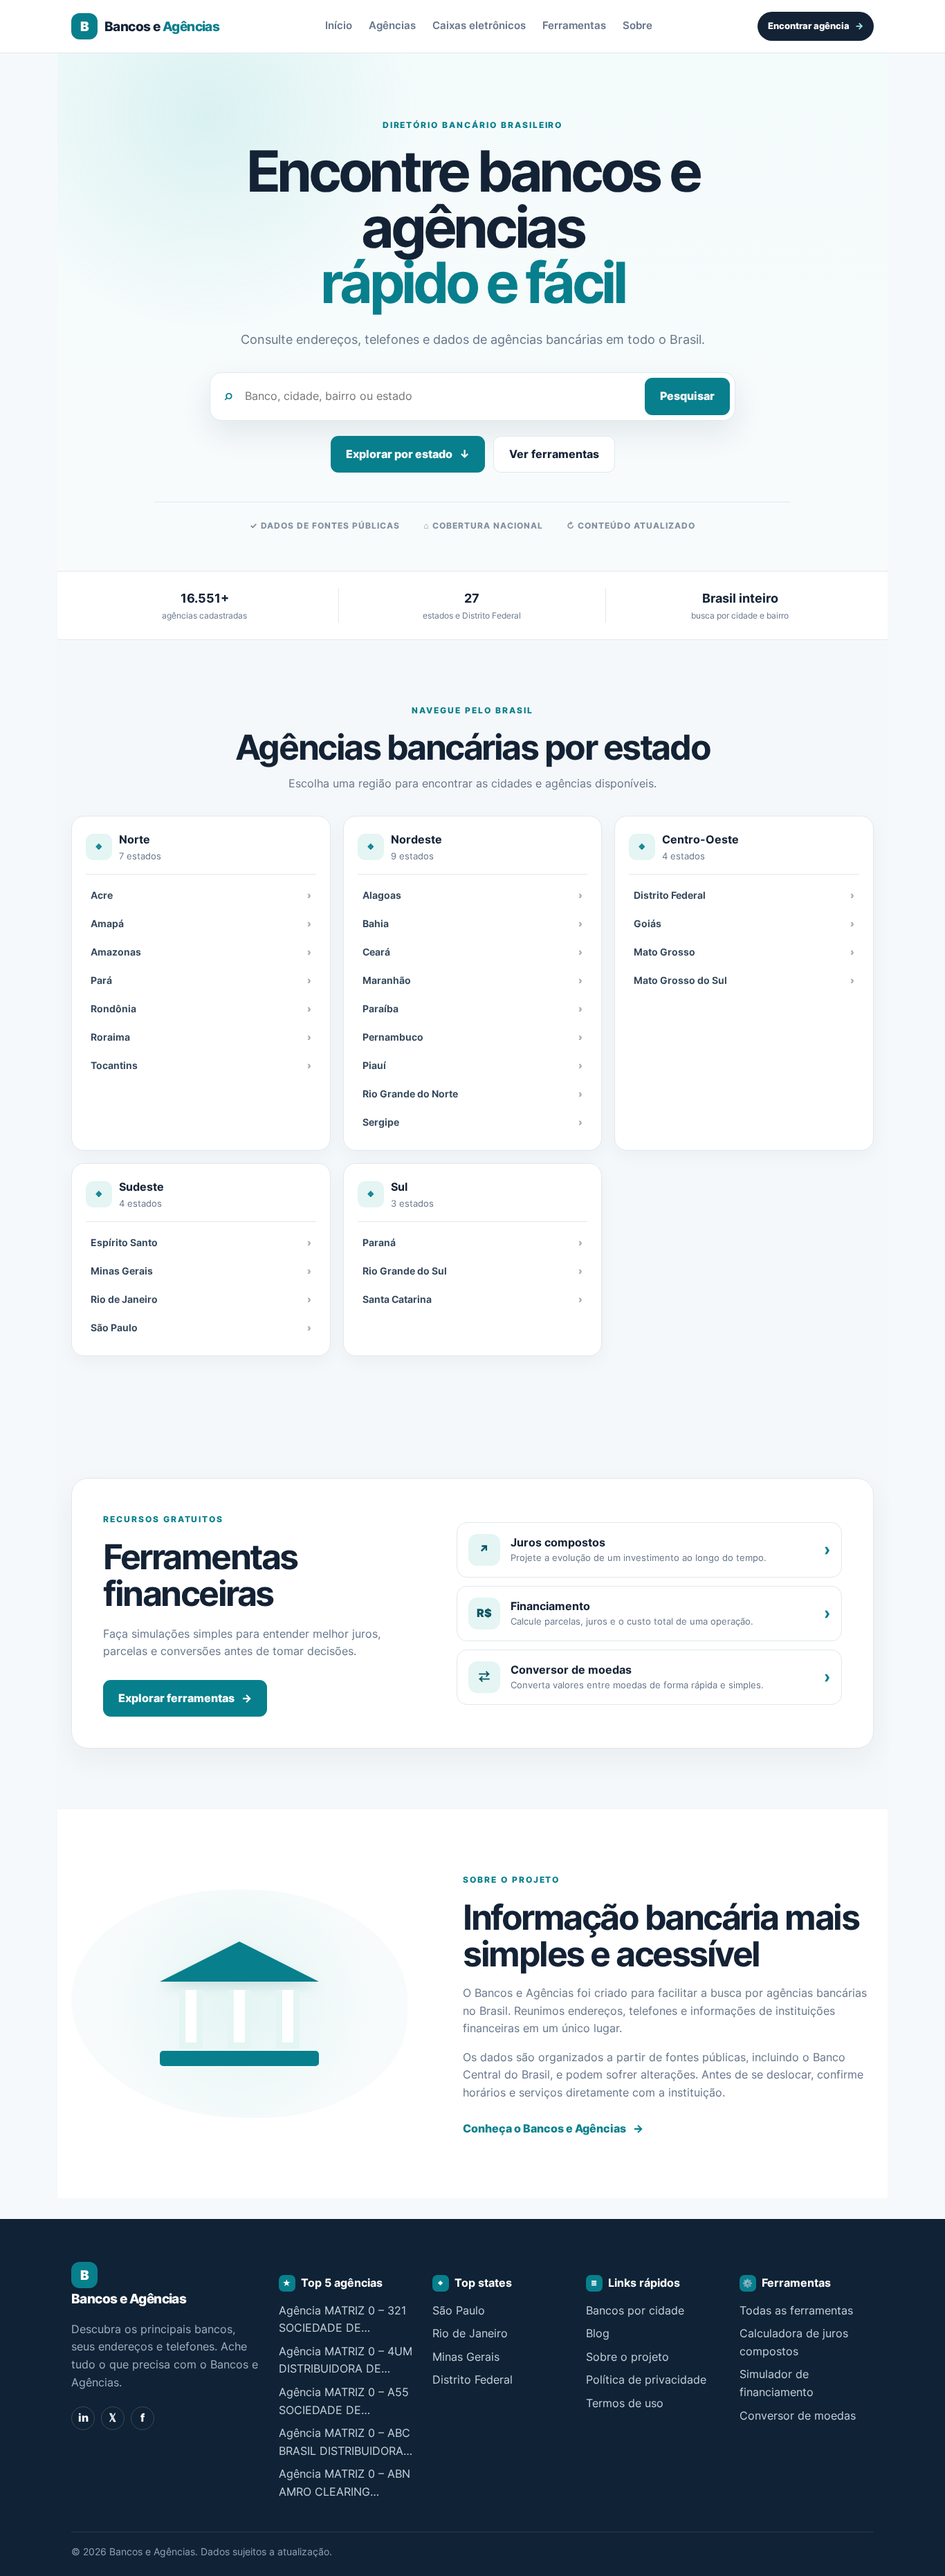 B Bancos e Agências
Início Agências Caixas eletrônicos Ferramentas Sobre
Encontrar agência →
DIRETÓRIO BANCÁRIO BRASILEIRO
Encontre bancos e
agências
rápido e fácil
Consulte endereços, telefones e dados de agências bancárias em todo o Brasil.
Banco, cidade, bairro ou estado
Pesquisar
Explorar por estado ↓
Ver ferramentas
✓ DADOS DE FONTES PÚBLICAS
⌂ COBERTURA NACIONAL
↻ CONTEÚDO ATUALIZADO
16.551+
agências cadastradas
27
estados e Distrito Federal
Brasil inteiro
busca por cidade e bairro
NAVEGUE PELO BRASIL
Agências bancárias por estado
Escolha uma região para encontrar as cidades e agências disponíveis.
Norte
7 estados
Acre ›
Amapá ›
Amazonas ›
Pará ›
Rondônia ›
Roraima ›
Tocantins ›
Nordeste
9 estados
Alagoas ›
Bahia ›
Ceará ›
Maranhão ›
Paraíba ›
Pernambuco ›
Piauí ›
Rio Grande do Norte ›
Sergipe ›
Centro-Oeste
4 estados
Distrito Federal ›
Goiás ›
Mato Grosso ›
Mato Grosso do Sul ›
Sudeste
4 estados
Espírito Santo ›
Minas Gerais ›
Rio de Janeiro ›
São Paulo ›
Sul
3 estados
Paraná ›
Rio Grande do Sul ›
Santa Catarina ›
RECURSOS GRATUITOS
Ferramentas
financeiras
Faça simulações simples para entender melhor juros,
parcelas e conversões antes de tomar decisões.
Explorar ferramentas →
↗ Juros compostos ›
Projete a evolução de um investimento ao longo do tempo.
R$ Financiamento ›
Calcule parcelas, juros e o custo total de uma operação.
⇄ Conversor de moedas ›
Converta valores entre moedas de forma rápida e simples.
SOBRE O PROJETO
Informação bancária mais
simples e acessível
O Bancos e Agências foi criado para facilitar a busca por agências bancárias
no Brasil. Reunimos endereços, telefones e informações de instituições
financeiras em um único lugar.
Os dados são organizados a partir de fontes públicas, incluindo o Banco
Central do Brasil, e podem sofrer alterações. Antes de se deslocar, confirme
horários e serviços diretamente com a instituição.
Conheça o Bancos e Agências →
B
Bancos e Agências
Descubra os principais bancos,
seus endereços e telefones. Ache
tudo o que precisa com o Bancos e
Agências.
in 𝕏 f
★ Top 5 agências
Agência MATRIZ 0 – 321
SOCIEDADE DE...
Agência MATRIZ 0 – 4UM
DISTRIBUIDORA DE...
Agência MATRIZ 0 – A55
SOCIEDADE DE...
Agência MATRIZ 0 – ABC
BRASIL DISTRIBUIDORA...
Agência MATRIZ 0 – ABN
AMRO CLEARING...
Top states
São Paulo
Rio de Janeiro
Minas Gerais
Distrito Federal
Links rápidos
Bancos por cidade
Blog
Sobre o projeto
Política de privacidade
Termos de uso
Ferramentas
Todas as ferramentas
Calculadora de juros
compostos
Simulador de
financiamento
Conversor de moedas
© 2026 Bancos e Agências. Dados sujeitos a atualização.